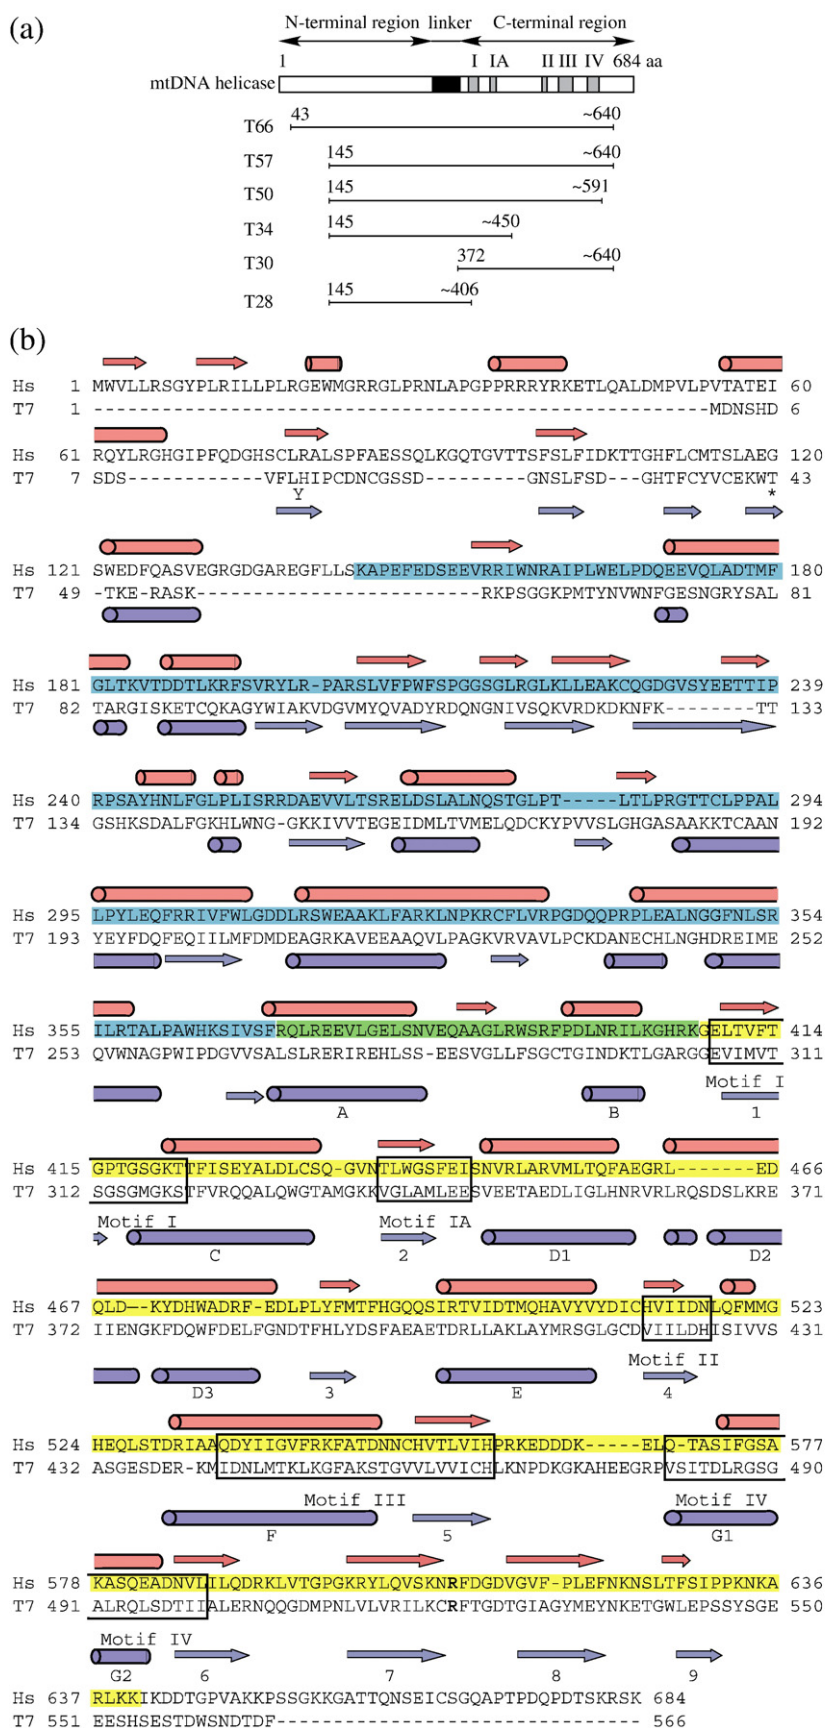 (a)
N-terminal region linker C-terminal region
1 I IA II III IV 684 aa
mtDNA helicase
43 ~640
T66
145 ~640
T57
145 ~591
T50
145 ~450
T34
372 ~640
T30
145 ~406
T28
(b)
Hs 1 MWVLLRSGYPLRILLPLRGEWMGRRGLPRNLAPGPPRRRYRKETLQALDMPVLPVTATEI 60
T7 1 ------------------------------------------------------MDNSHD 6
Hs 61 RQYLRGHGIPFQDGHSCLRALSPFAESSQLKGQTGVTTSFSLFIDKTTGHFLCMTSLAEG 120
T7 7 SDS------------VFLHIPCDNCGSSD---------GNSLFSD---GHTFCYVCEKWT 43
Y *
Hs 121 SWEDFQASVEGRGDGAREGFLLSKAPEFEDSEEVRRIWNRAIPLWELPDQEEVQLADTMF 180
T7 49 -TKE-RASK-------------------------RKPSGGKPMTYNVWNFGESNGRYSAL 81
Hs 181 GLTKVTDDTLKRFSVRYLR-PARSLVFPWFSPGGSGLRGLKLLEAKCQGDGVSYEETTIP 239
T7 82 TARGISKETCQKAGYWIAKVDGVMYQVADYRDQNGNIVSQKVRDKDKNFK--------TT 133
Hs 240 RPSAYHNLFGLPLISRRDAEVVLTSRELDSLALNQSTGLPT-----LTLPRGTTCLPPAL 294
T7 134 GSHKSDALFGKHLWNG-GKKIVVTEGEIDMLTVMELQDCKYPVVSLGHGASAAKKTCAAN 192
Hs 295 LPYLEQFRRIVFWLGDDLRSWEAAKLFARKLNPKRCFLVRPGDQQPRPLEALNGGFNLSR 354
T7 193 YEYFDQFEQIILMFDMDEAGRKAVEEAAQVLPAGKVRVAVLPCKDANECHLNGHDREIME 252
Hs 355 ILRTALPAWHKSIVSFRQLREEVLGELSNVEQAAGLRWSRFPDLNRILKGHRKGELTVFT 414
T7 253 QVWNAGPWIPDGVVSALSLRERIREHLSS-EESVGLLFSGCTGINDKTLGARGGEVIMVT 311
Motif I
A B 1
Hs 415 GPTGSGKTTFISEYALDLCSQ-GVNTLWGSFEISNVRLARVMLTQFAEGRL-------ED 466
T7 312 SGSGMGKSTFVRQQALQWGTAMGKKVGLAMLEESVEETAEDLIGLHNRVRLRQSDSLKRE 371
Motif I Motif IA
C 2 D1 D2
Hs 467 QLD--KYDHWADRF-EDLPLYFMTFHGQQSIRTVIDTMQHAVYVYDICHVIIDNLQFMMG 523
T7 372 IIENGKFDQWFDELFGNDTFHLYDSFAEAETDRLLAKLAYMRSGLGCDVIILDHISIVVS 431
Motif II
D3 3 E 4
Hs 524 HEQLSTDRIAAQDYIIGVFRKFATDNNCHVTLVIHPRKEDDDK-----ELQ-TASIFGSA 577
T7 432 ASGESDER-KMIDNLMTKLKGFAKSTGVVLVVICHLKNPDKGKAHEEGRPVSITDLRGSG 490
Motif III Motif IV
F 5 G1
Hs 578 KASQEADNVLILQDRKLVTGPGKRYLQVSKNRFDGDVGVF-PLEFNKNSLTFSIPPKNKA 636
T7 491 ALRQLSDTIIALERNQQGDMPNLVLVRILKCRFTGDTGIAGYMEYNKETGWLEPSSYSGE 550
Motif IV
G2 6 7 8 9
Hs 637 RLKKIKDDTGPVAKKPSSGKKGATTQNSEICSGQAPTPDQPDTSKRSK 684
T7 551 EESHSESTDWSNDTDF-------------------------------- 566